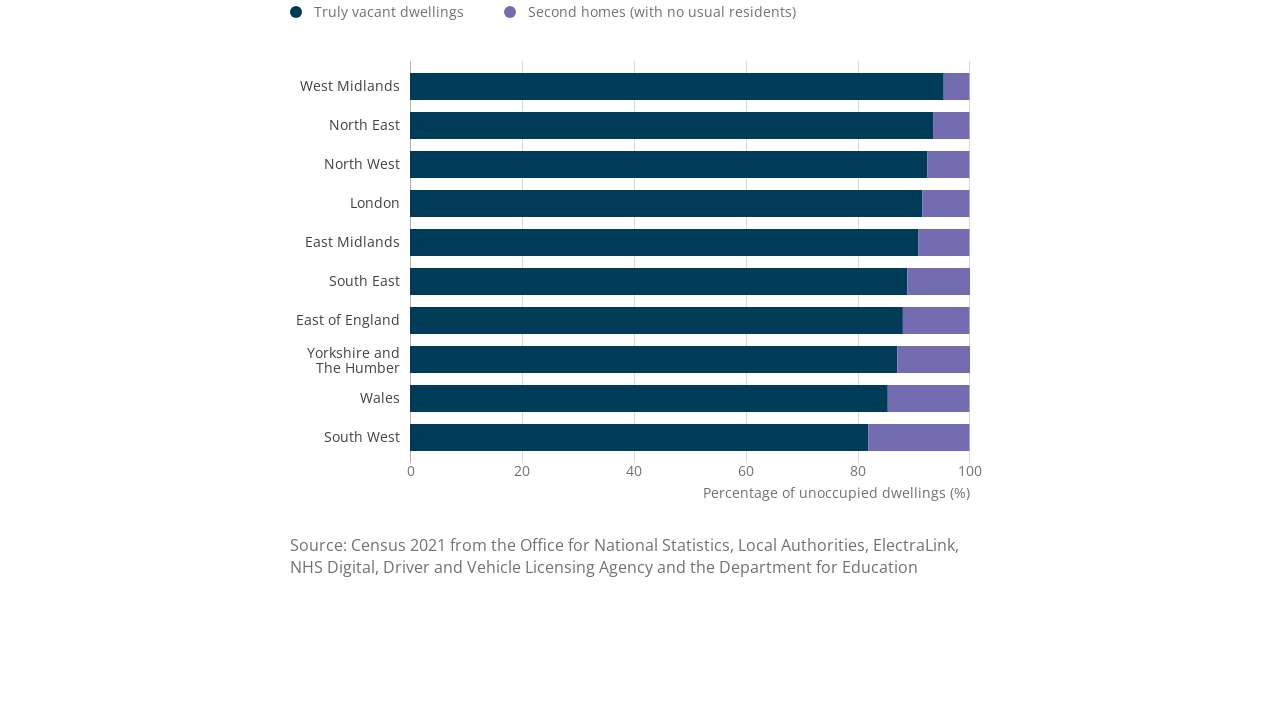 Truly vacant dwellings
Second homes (with no usual residents)
West Midlands
North East
North West
London
East Midlands
South East
East of England
Yorkshire and
The Humber
Wales
South West
0 20 40 60 80 100
Percentage of unoccupied dwellings (%)
Source: Census 2021 from the Office for National Statistics, Local Authorities, ElectraLink,
NHS Digital, Driver and Vehicle Licensing Agency and the Department for Education